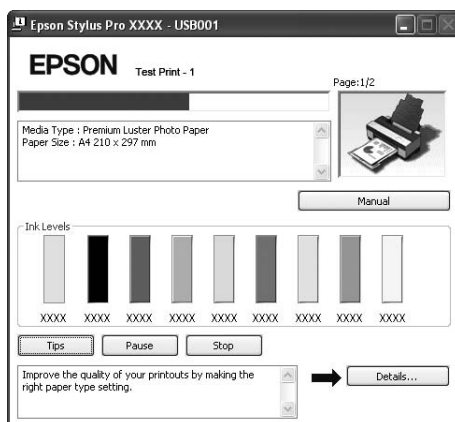 Epson Stylus Pro XXXX - USB001
EPSON Test Print - 1
Page:1/2
Media Type : Premium Luster Photo Paper
Paper Size : A4 210 x 297 mm
Manual
Ink Levels
XXXX XXXX XXXX XXXX XXXX XXXX XXXX XXXX XXXX
Tips Pause Stop
Improve the quality of your printouts by making the
right paper type setting.
Details...